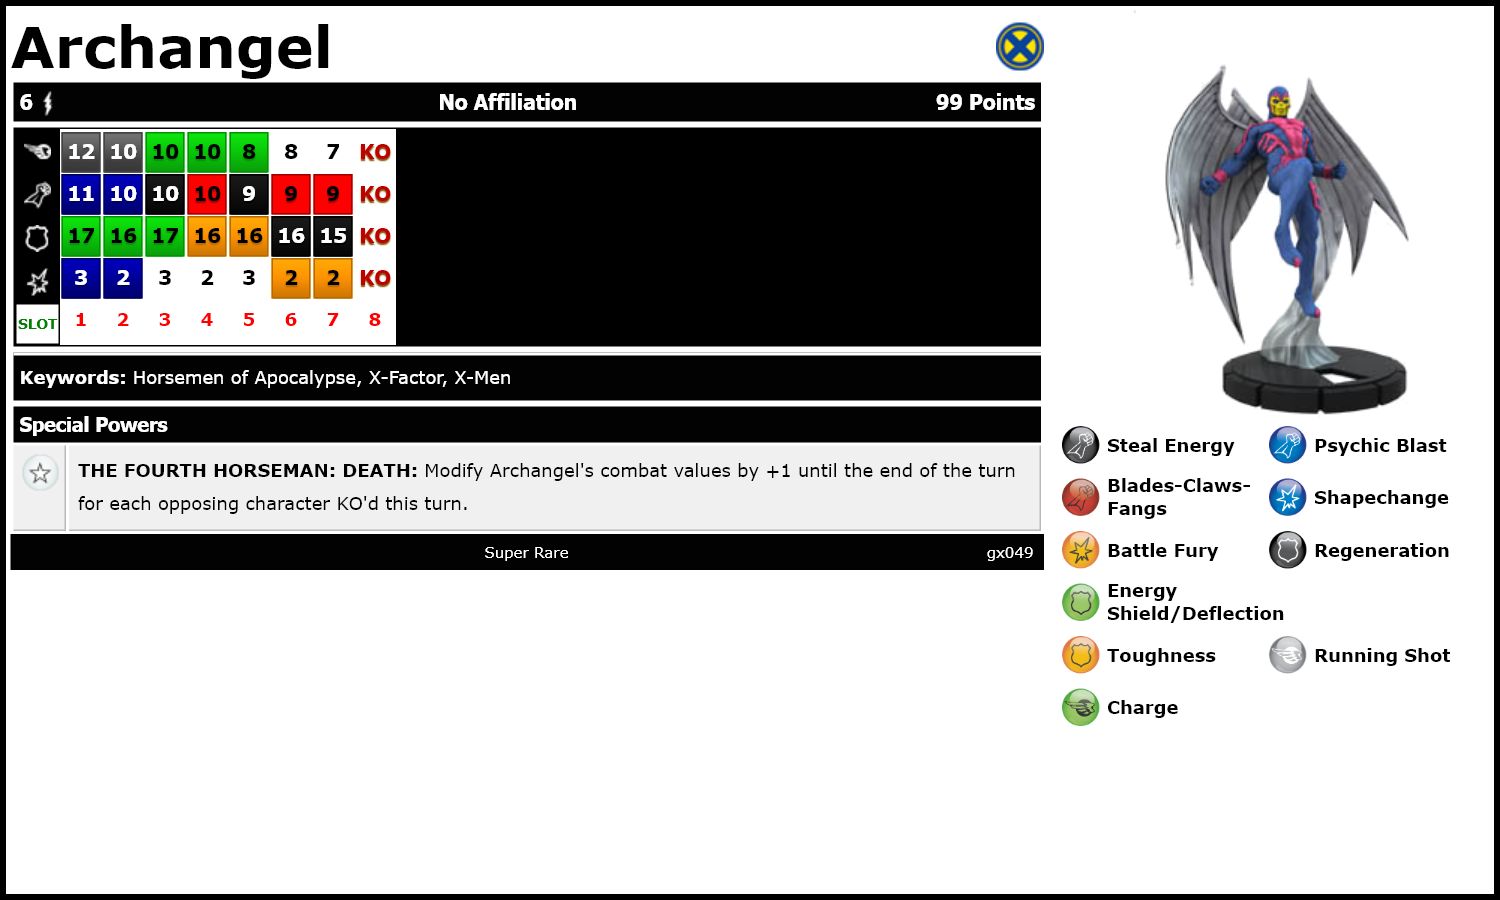 Archangel
6 No Affiliation 99 Points
12 10 10 10 8 8 7 KO
11 10 10 10 9 9 9 KO
17 16 17 16 16 16 15 KO
3 2 3 2 3 2 2 KO
SLOT 1 2 3 4 5 6 7 8
Keywords: Horsemen of Apocalypse, X-Factor, X-Men
Special Powers
THE FOURTH HORSEMAN: DEATH: Modify Archangel's combat values by +1 until the end of the turn
for each opposing character KO'd this turn.
Super Rare gx049
Steal Energy Psychic Blast
Blades-Claws-
Fangs
Shapechange
Battle Fury Regeneration
Energy
Shield/Deflection
Toughness Running Shot
Charge